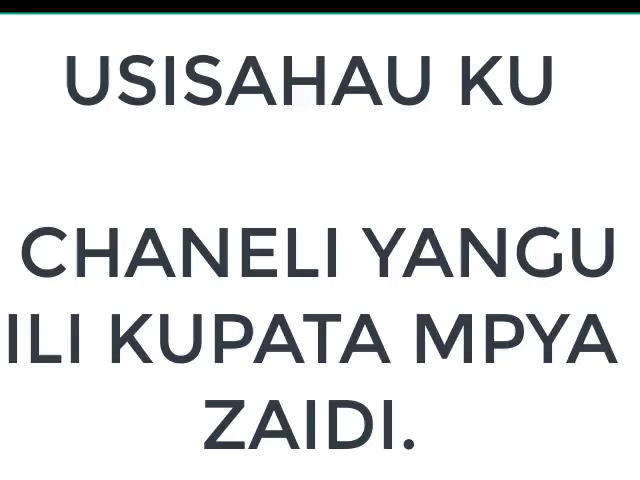 USISAHAU KU
CHANELI YANGU
ILI KUPATA MPYA
ZAIDI.